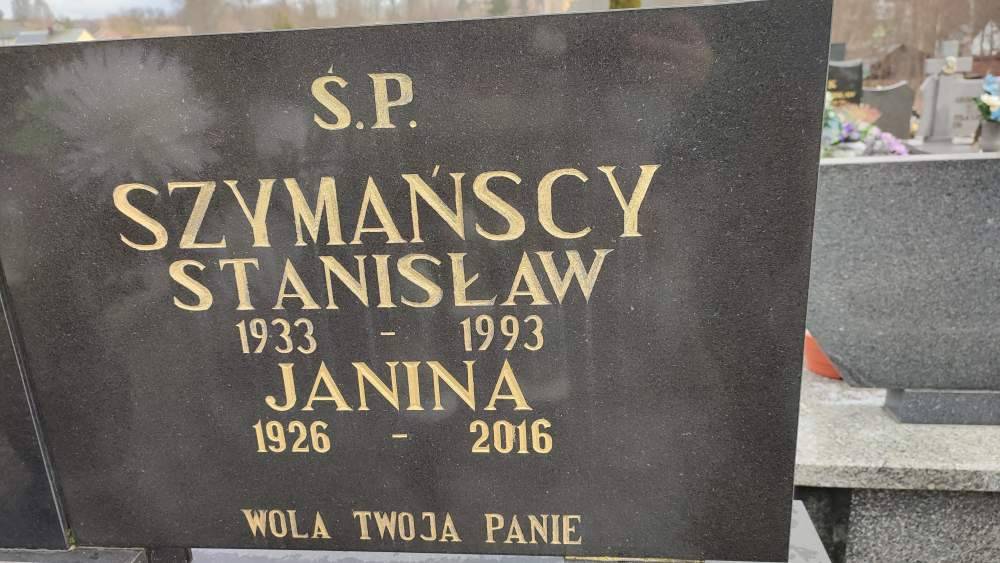 Ś.P.
SZYMAŃSCY
STANISŁAW
1933 - 1993
JANINA
1926 - 2016
WOLA TWOJA PANIE